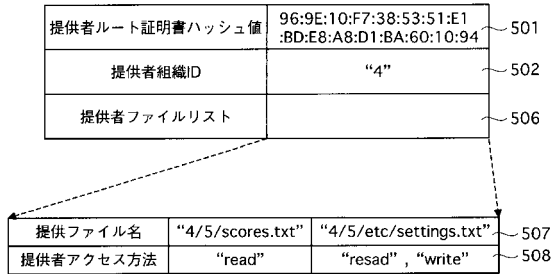 提供者ルート証明書ハッシュ値
96:9E:10:F7:38:53:51:E1
:BD:E8:A8:D1:BA:60:10:94
501
提供者組織ID
“4”
502
提供者ファイルリスト
506
提供ファイル名
“4/5/scores.txt”
“4/5/etc/settings.txt”
507
提供者アクセス方法
“read”
“resad” , “write”
508